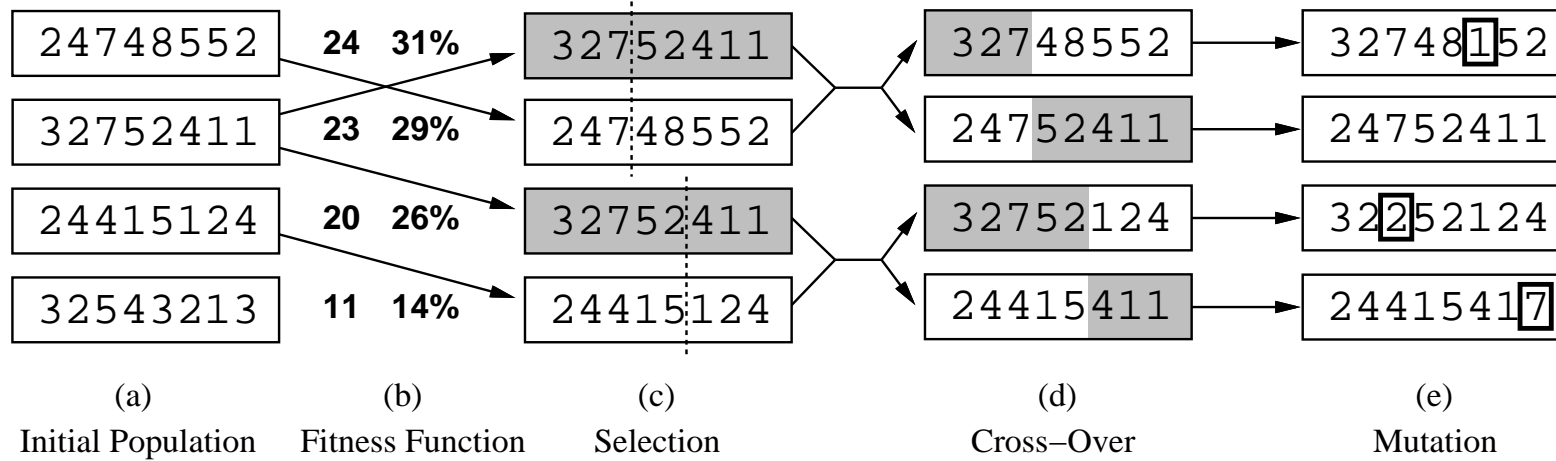 24748552 24 31% 32752411 32748552 32748152
32752411 23 29% 24748552 24752411 24752411
24415124 20 26% 32752411 32752124 32252124
32543213 11 14% 24415124 24415411 24415417
(a) (b) (c) (d) (e)
Initial Population Fitness Function Selection Cross−Over Mutation